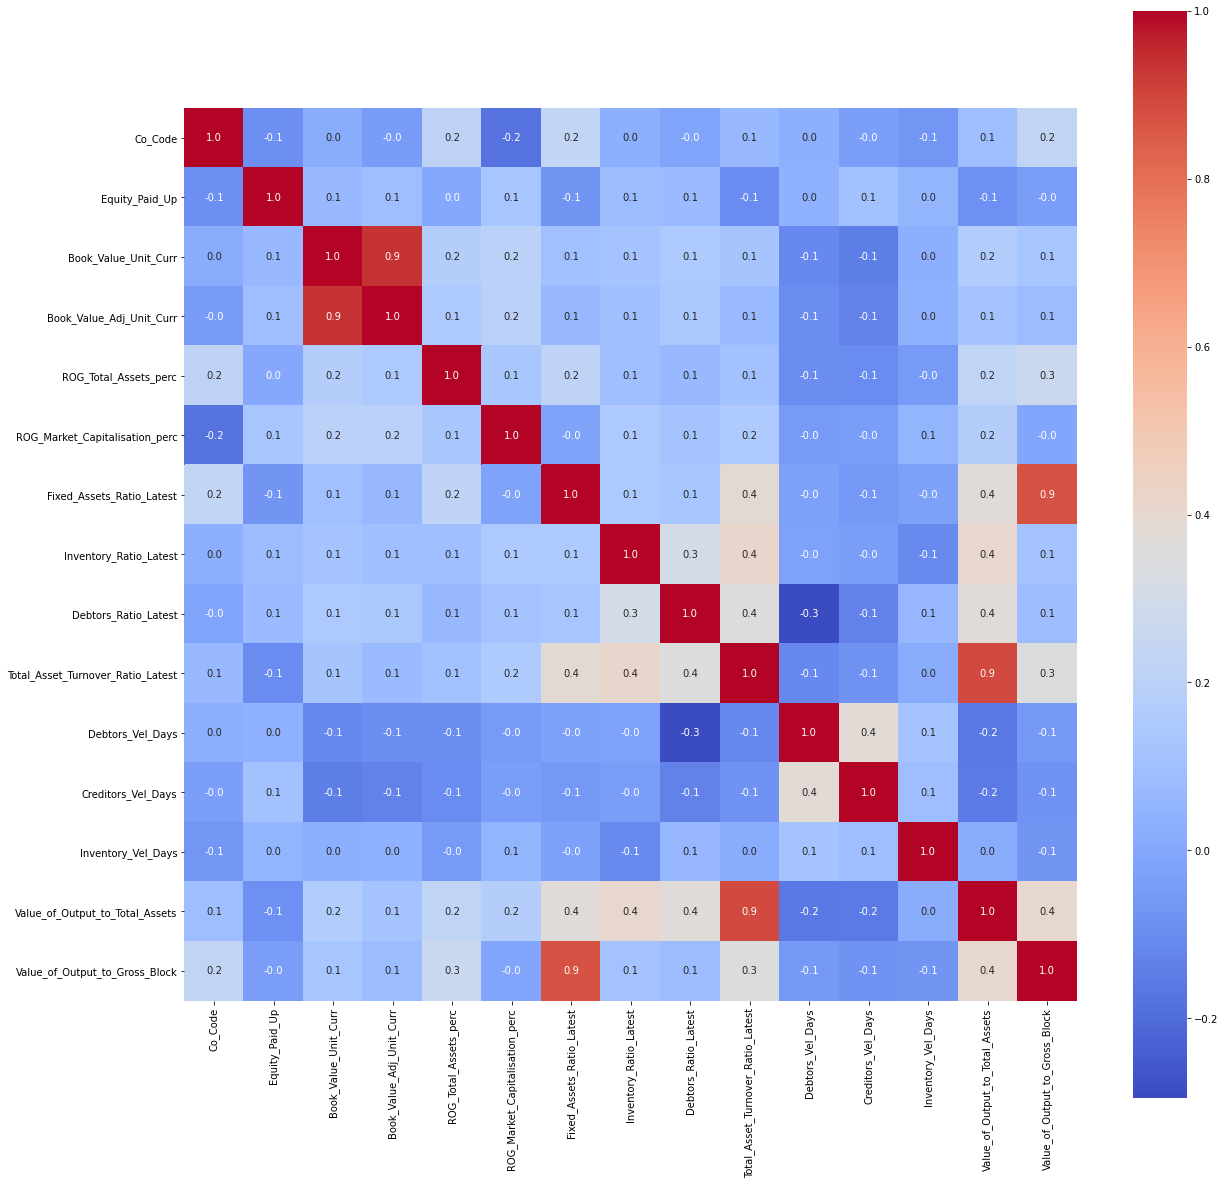 1.0
0.8
0.6
0.4
0.2
0.0
−0.2
Co_Code 1.0 -0.1 0.0 -0.0 0.2 -0.2 0.2 0.0 -0.0 0.1 0.0 -0.0 -0.1 0.1 0.2
Equity_Paid_Up -0.1 1.0 0.1 0.1 0.0 0.1 -0.1 0.1 0.1 -0.1 0.0 0.1 0.0 -0.1 -0.0
Book_Value_Unit_Curr 0.0 0.1 1.0 0.9 0.2 0.2 0.1 0.1 0.1 0.1 -0.1 -0.1 0.0 0.2 0.1
Book_Value_Adj_Unit_Curr -0.0 0.1 0.9 1.0 0.1 0.2 0.1 0.1 0.1 0.1 -0.1 -0.1 0.0 0.1 0.1
ROG_Total_Assets_perc 0.2 0.0 0.2 0.1 1.0 0.1 0.2 0.1 0.1 0.1 -0.1 -0.1 -0.0 0.2 0.3
ROG_Market_Capitalisation_perc -0.2 0.1 0.2 0.2 0.1 1.0 -0.0 0.1 0.1 0.2 -0.0 -0.0 0.1 0.2 -0.0
Fixed_Assets_Ratio_Latest 0.2 -0.1 0.1 0.1 0.2 -0.0 1.0 0.1 0.1 0.4 -0.0 -0.1 -0.0 0.4 0.9
Inventory_Ratio_Latest 0.0 0.1 0.1 0.1 0.1 0.1 0.1 1.0 0.3 0.4 -0.0 -0.0 -0.1 0.4 0.1
Debtors_Ratio_Latest -0.0 0.1 0.1 0.1 0.1 0.1 0.1 0.3 1.0 0.4 -0.3 -0.1 0.1 0.4 0.1
Total_Asset_Turnover_Ratio_Latest 0.1 -0.1 0.1 0.1 0.1 0.2 0.4 0.4 0.4 1.0 -0.1 -0.1 0.0 0.9 0.3
Debtors_Vel_Days 0.0 0.0 -0.1 -0.1 -0.1 -0.0 -0.0 -0.0 -0.3 -0.1 1.0 0.4 0.1 -0.2 -0.1
Creditors_Vel_Days -0.0 0.1 -0.1 -0.1 -0.1 -0.0 -0.1 -0.0 -0.1 -0.1 0.4 1.0 0.1 -0.2 -0.1
Inventory_Vel_Days -0.1 0.0 0.0 0.0 -0.0 0.1 -0.0 -0.1 0.1 0.0 0.1 0.1 1.0 0.0 -0.1
Value_of_Output_to_Total_Assets 0.1 -0.1 0.2 0.1 0.2 0.2 0.4 0.4 0.4 0.9 -0.2 -0.2 0.0 1.0 0.4
Value_of_Output_to_Gross_Block 0.2 -0.0 0.1 0.1 0.3 -0.0 0.9 0.1 0.1 0.3 -0.1 -0.1 -0.1 0.4 1.0
Co_Code
Equity_Paid_Up
Book_Value_Unit_Curr
Book_Value_Adj_Unit_Curr
ROG_Total_Assets_perc
ROG_Market_Capitalisation_perc
Fixed_Assets_Ratio_Latest
Inventory_Ratio_Latest
Debtors_Ratio_Latest
Total_Asset_Turnover_Ratio_Latest
Debtors_Vel_Days
Creditors_Vel_Days
Inventory_Vel_Days
Value_of_Output_to_Total_Assets
Value_of_Output_to_Gross_Block